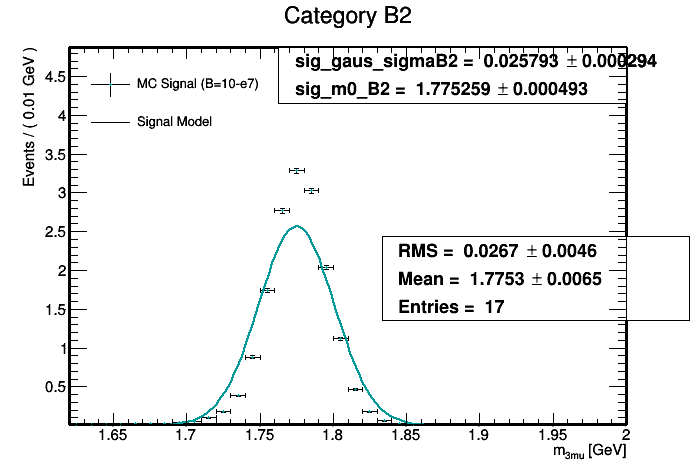 Category B2
Events / ( 0.01 GeV )
sig_gaus_sigmaB2 = 0.025793 ± 0.000294
sig_m0_B2 = 1.775259 ± 0.000493
MC Signal (B=10-e7)
Signal Model
RMS = 0.0267 ± 0.0046
Mean = 1.7753 ± 0.0065
Entries = 17
4.5
4
3.5
3
2.5
2
1.5
1
0.5
1.65 1.7 1.75 1.8 1.85 1.9 1.95 2
m3mu [GeV]